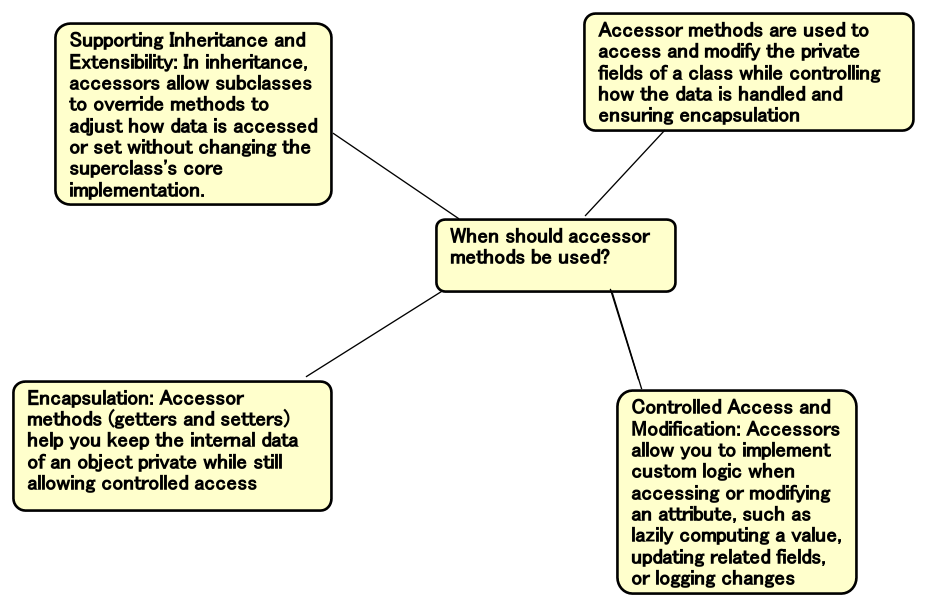 Supporting Inheritance and
Extensibility: In inheritance,
accessors allow subclasses
to override methods to
adjust how data is accessed
or set without changing the
superclass's core
implementation.
Accessor methods are used to
access and modify the private
fields of a class while controlling
how the data is handled and
ensuring encapsulation
When should accessor
methods be used?
Encapsulation: Accessor
methods (getters and setters)
help you keep the internal data
of an object private while still
allowing controlled access
Controlled Access and
Modification: Accessors
allow you to implement
custom logic when
accessing or modifying
an attribute, such as
lazily computing a value,
updating related fields,
or logging changes